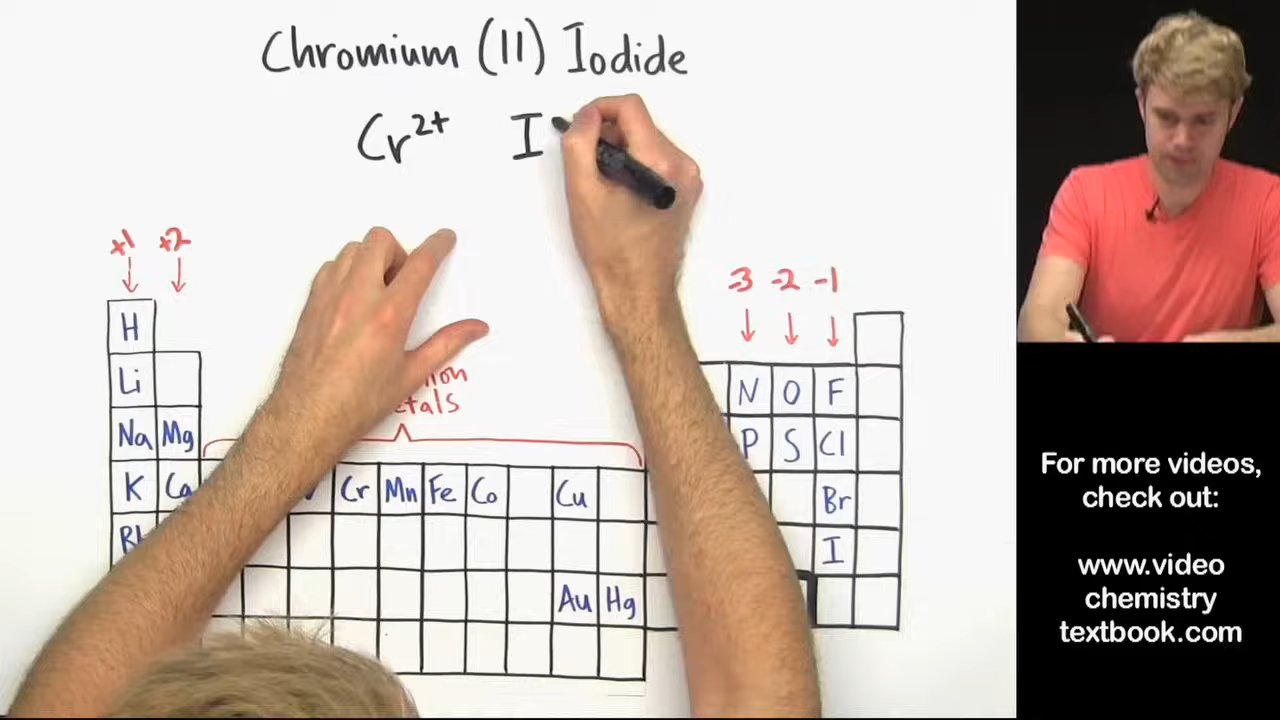 Chromium (II) Iodide
Cr²⁺ I
+1 +2
-3 -2 -1
H
Li N O F
Na Mg P S Cl
K Ca Cr Mn Fe Co Cu Br
I
Au Hg
For more videos,
check out:
www.video
chemistry
textbook.com